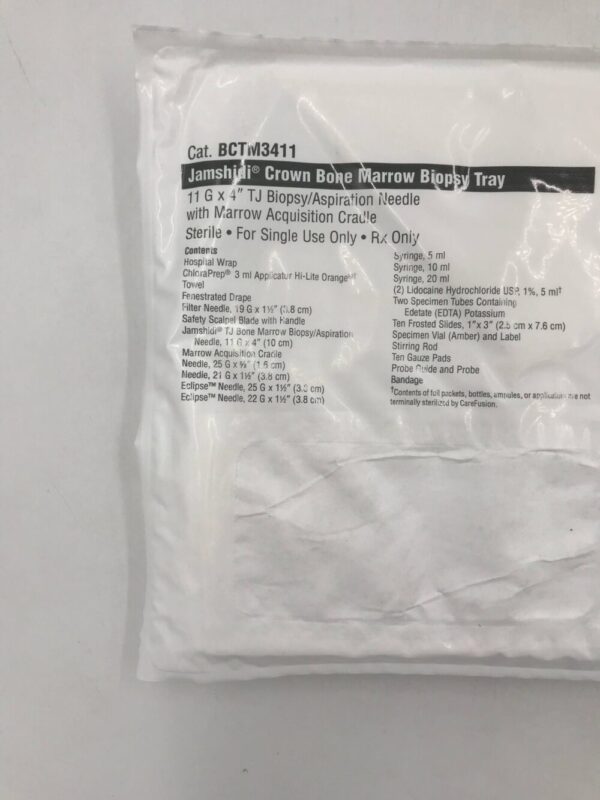 Cat. BCTM3411
Jamshidi® Crown Bone Marrow Biopsy Tray
11 G x 4" TJ Biopsy/Aspiration Needle
with Marrow Acquisition Cradle
Sterile • For Single Use Only • Rx Only
Contents
Hospital Wrap
ChloraPrep® 3 ml Applicator Hi-Lite Orange™†
Towel
Fenestrated Drape
Filter Needle, 19 G x 1½" (3.8 cm)
Safety Scalpel Blade with Handle
Jamshidi® TJ Bone Marrow Biopsy/Aspiration
Needle, 11 G x 4" (10 cm)
Marrow Acquisition Cradle
Needle, 25 G x ⅝" (1.6 cm)
Needle, 21 G x 1½" (3.8 cm)
Eclipse™ Needle, 25 G x 1½" (3.8 cm)
Eclipse™ Needle, 22 G x 1½" (3.8 cm)
Syringe, 5 ml
Syringe, 10 ml
Syringe, 20 ml
(2) Lidocaine Hydrochloride USP, 1%, 5 ml†
Two Specimen Tubes Containing
Edetate (EDTA) Potassium
Ten Frosted Slides, 1" x 3" (2.5 cm x 7.6 cm)
Specimen Vial (Amber) and Label
Stirring Rod
Ten Gauze Pads
Probe Guide and Probe
Bandage
†Contents of foil packets, bottles, ampules, or applicators are not
terminally sterilized by CareFusion.